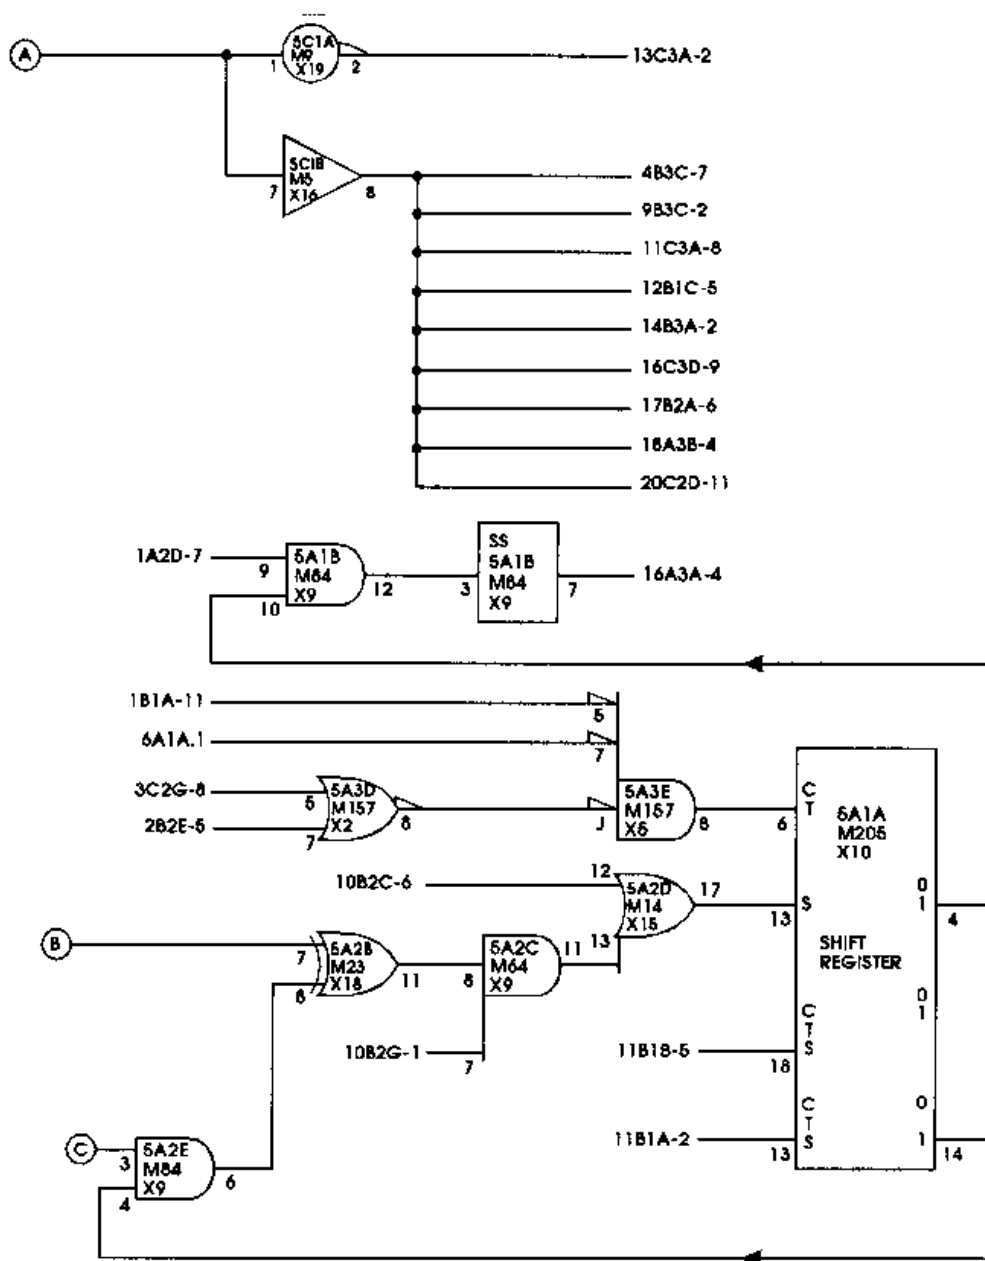 A
5C1A
M9
X19
1
2
13C3A-2
5C1B
M5
X16
7
8
4B3C-7
9B3C-2
11C3A-8
12B1C-5
14B3A-2
16C3D-9
17B2A-6
18A3B-4
20C2D-11
1A2D-7
9
10
5A1B
M84
X9
12
3
SS
5A1B
M84
X9
7
16A3A-4
1B1A-11
5
6A1A.1
7
3C2G-8
5
2B2E-5
7
5A3D
M157
X2
8
J
5A3E
M157
X5
8
6
C
T
5A1A
M205
X10
10B2C-6
12
13
5A2D
M14
X15
17
13
S
0
1
4
B
7
8
5A2B
M23
X18
11
8
5A2C
M64
X9
11
10B2G-1
7
SHIFT
REGISTER
0
1
11B1B-5
18
C
T
S
11B1A-2
13
C
T
S
0
1
14
C
3
4
5A2E
M84
X9
6